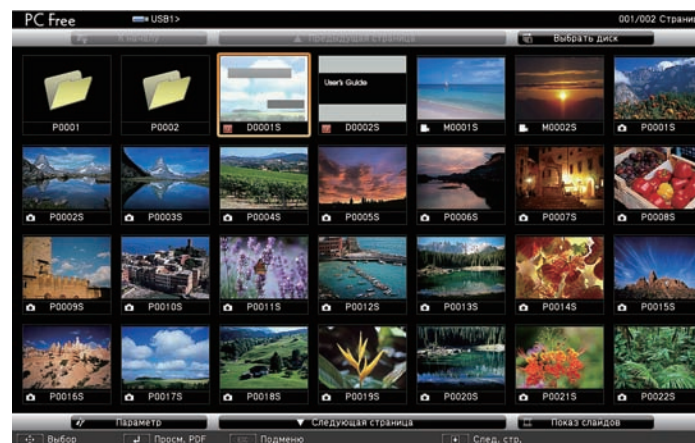 PC Free USB1> 001/002 Страни
К началу ▲ Предыдущая страница Выбрать диск
User's Guide
P0001 P0002 D0001S D0002S M0001S M0002S P0001S
P0002S P0003S P0004S P0005S P0006S P0007S P0008S
P0009S P0010S P0011S P0012S P0013S P0014S P0015S
P0016S P0017S P0018S P0019S P0020S P0021S P0022S
Параметр ▼ Следующая страница Показ слайдов
Выбор Просм. PDF Подменю След. стр.